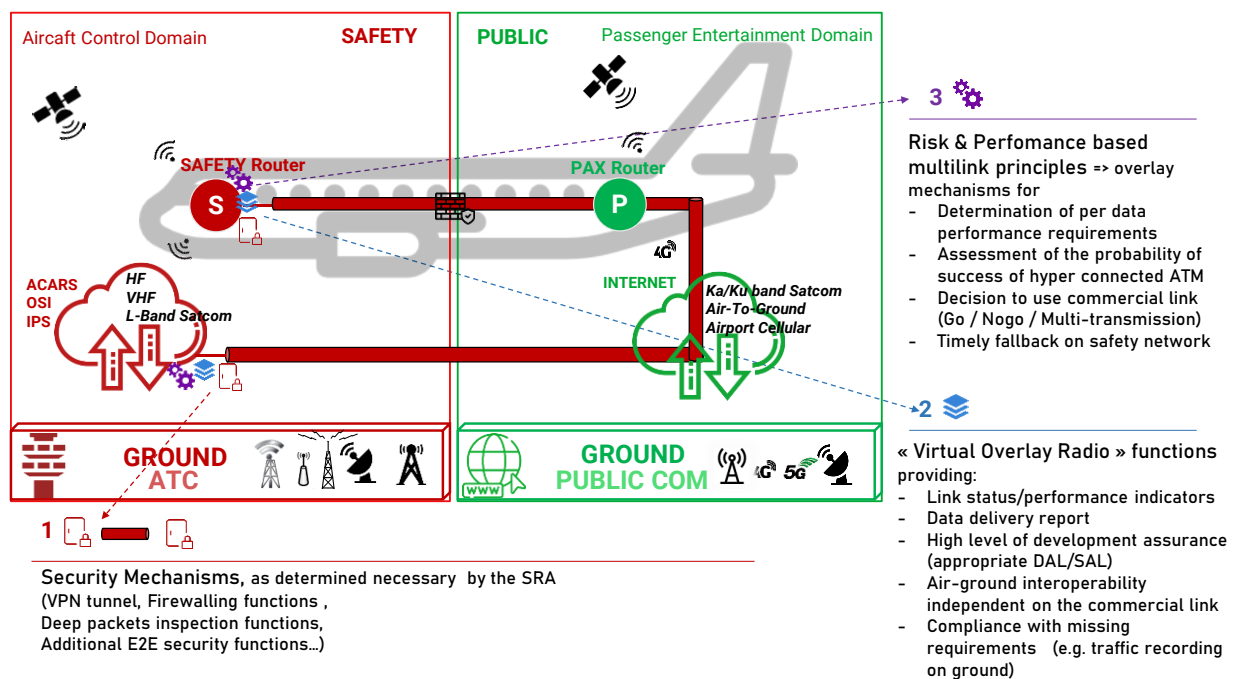 Aircaft Control Domain
SAFETY
PUBLIC
Passenger Entertainment Domain
SAFETY Router
PAX Router
S
P
4G
ACARS
OSI
IPS
HF
VHF
L-Band Satcom
INTERNET
Ka/Ku band Satcom
Air-To-Ground
Airport Cellular
GROUND
ATC
WWW
GROUND
PUBLIC COM
4G
5G
3
Risk & Perfomance based
multilink principles => overlay
mechanisms for
- Determination of per data
performance requirements
- Assessment of the probability of
success of hyper connected ATM
- Decision to use commercial link
(Go / Nogo / Multi-transmission)
- Timely fallback on safety network
2
« Virtual Overlay Radio » functions
providing:
- Link status/performance indicators
- Data delivery report
- High level of development assurance
(appropriate DAL/SAL)
- Air-ground interoperability
independent on the commercial link
- Compliance with missing
requirements (e.g. traffic recording
on ground)
1
Security Mechanisms, as determined necessary by the SRA
(VPN tunnel, Firewalling functions ,
Deep packets inspection functions,
Additional E2E security functions...)